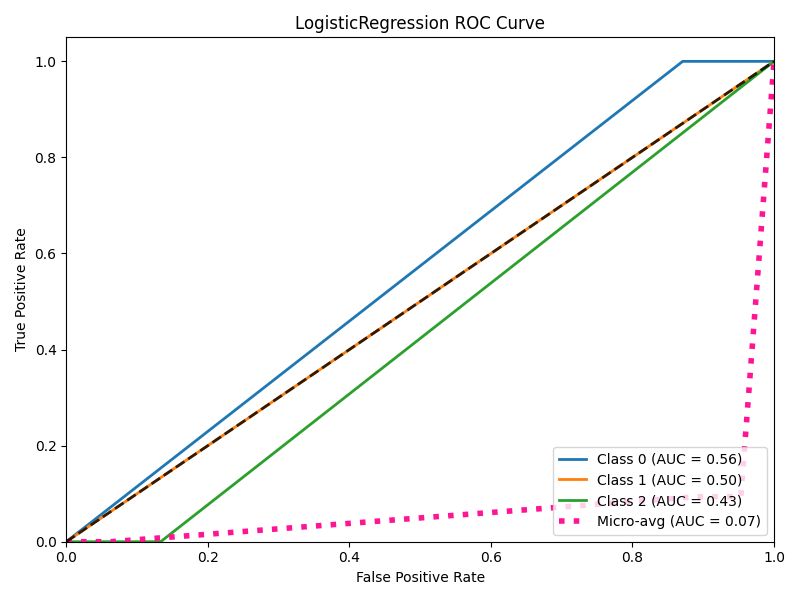 LogisticRegression ROC Curve
True Positive Rate
1.0
0.8
0.6
0.4
0.2
0.0
Class 0 (AUC = 0.56)
Class 1 (AUC = 0.50)
Class 2 (AUC = 0.43)
Micro-avg (AUC = 0.07)
0.0 0.2 0.4 0.6 0.8 1.0
False Positive Rate